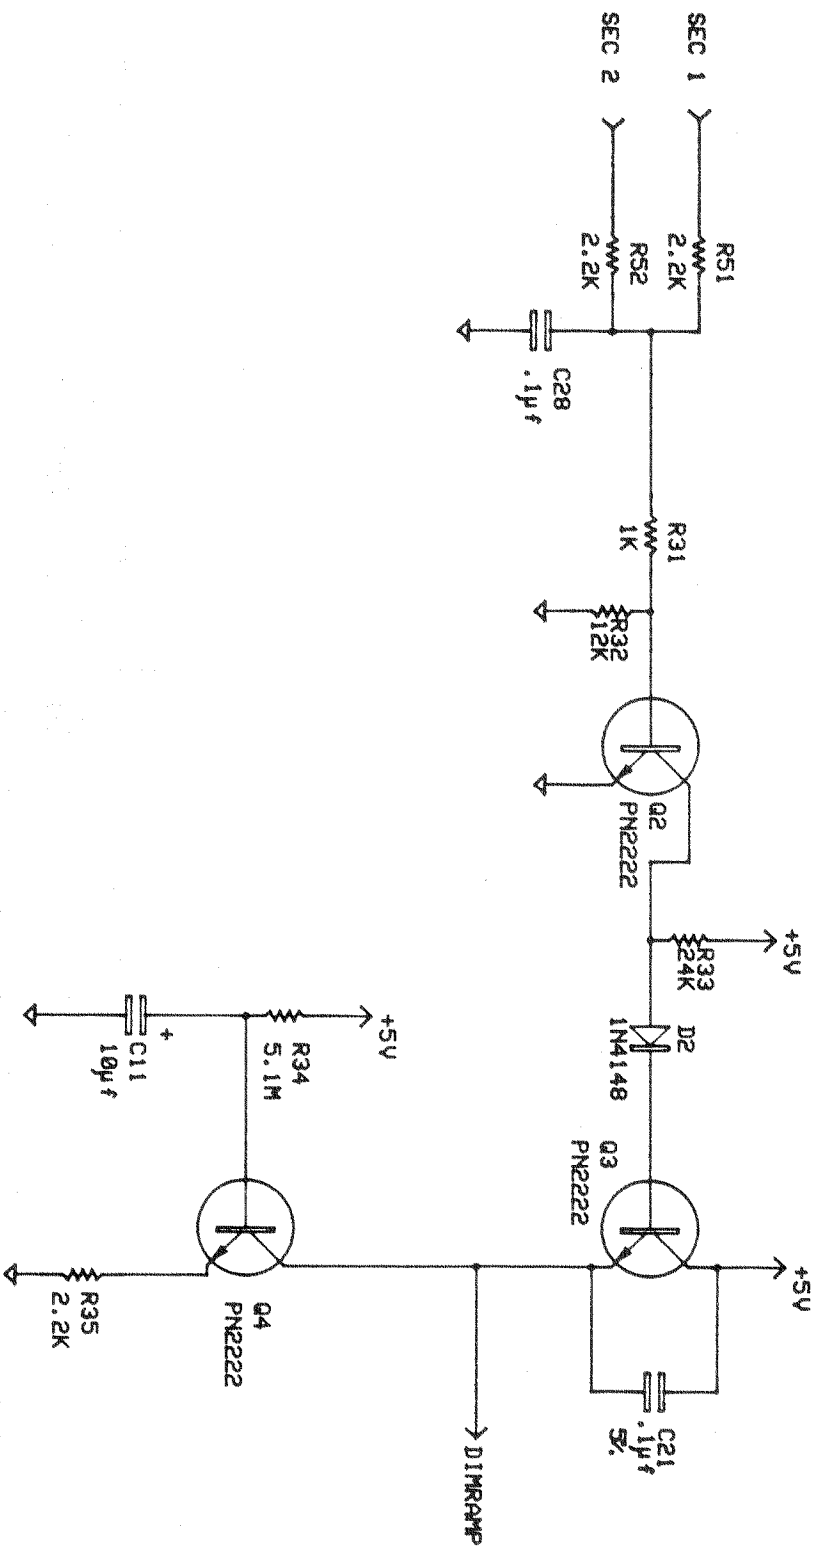 SEC 1
SEC 2
R51
2.2K
R52
2.2K
C28
.1µf
R31
1K
R32
12K
Q2
PN2222
+5V
R33
24K
D2
1N4148
Q3
PN2222
+5V
C21
.1µf
5%
+5V
R34
5.1M
+
C11
10µf
Q4
PN2222
R35
2.2K
DIMRAMP